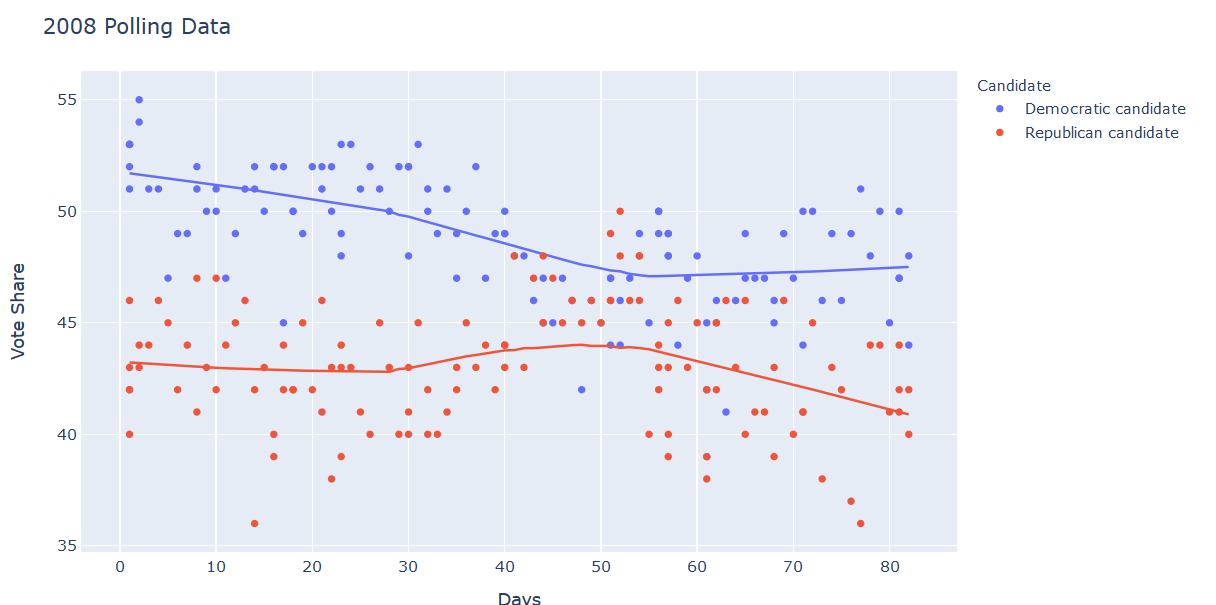 2008 Polling Data
Candidate
Democratic candidate
Republican candidate
Vote Share
55
50
45
40
35
0 10 20 30 40 50 60 70 80
Days